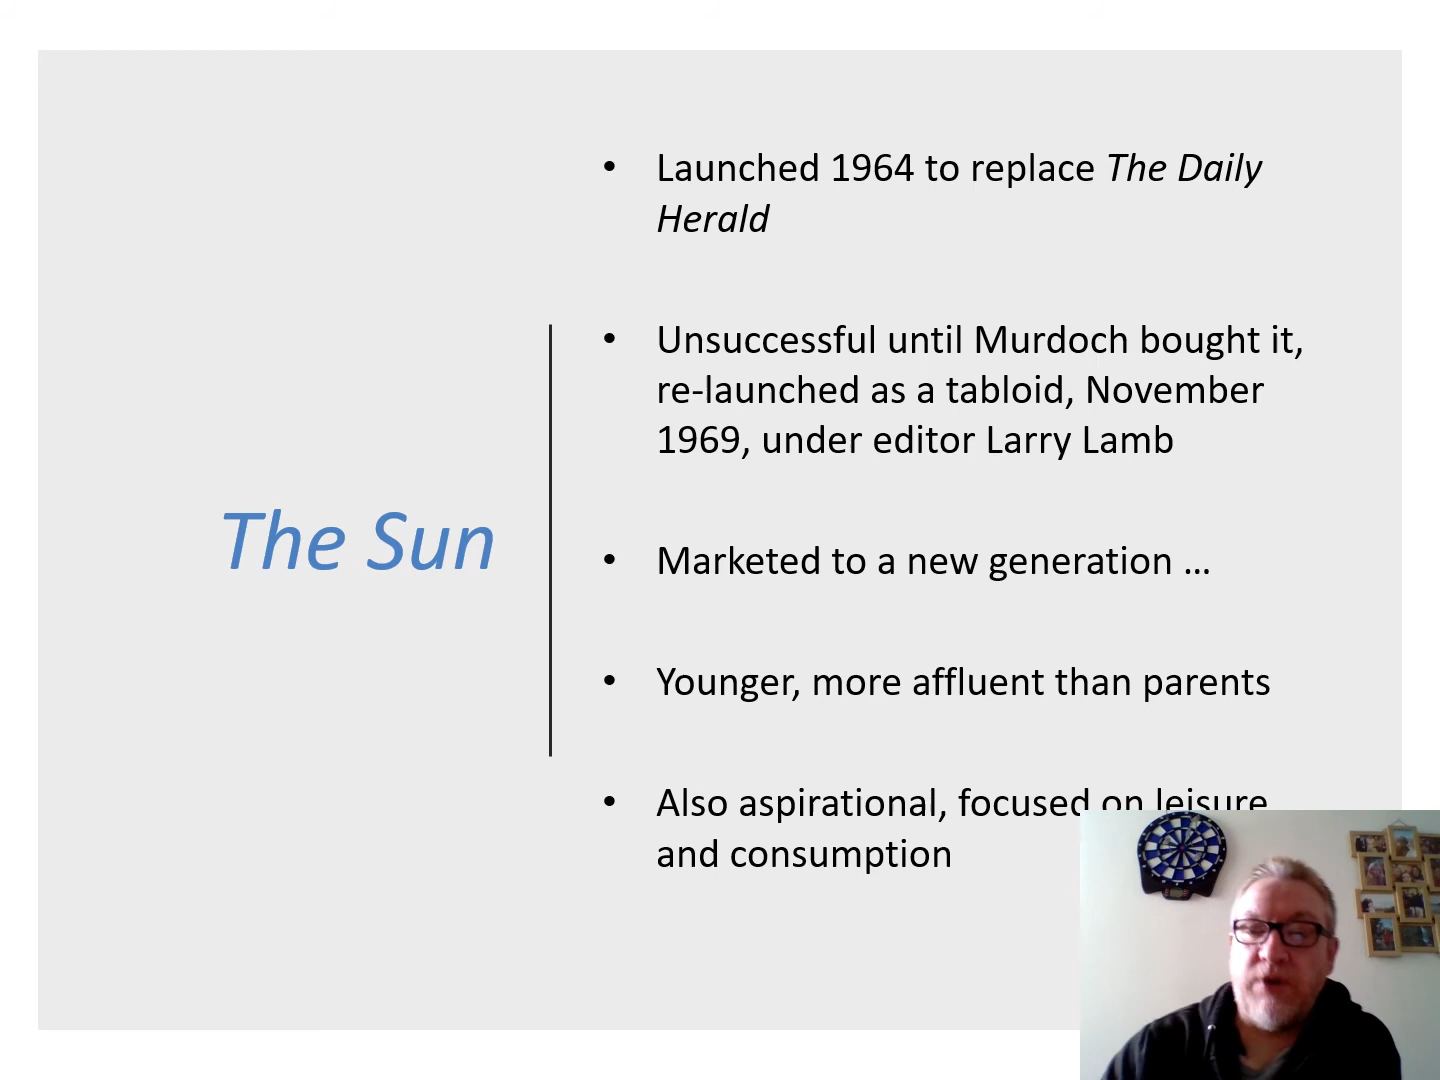 The Sun
• Launched 1964 to replace The Daily
Herald
• Unsuccessful until Murdoch bought it,
re-launched as a tabloid, November
1969, under editor Larry Lamb
• Marketed to a new generation ...
• Younger, more affluent than parents
• Also aspirational, focused on leisure
and consumption